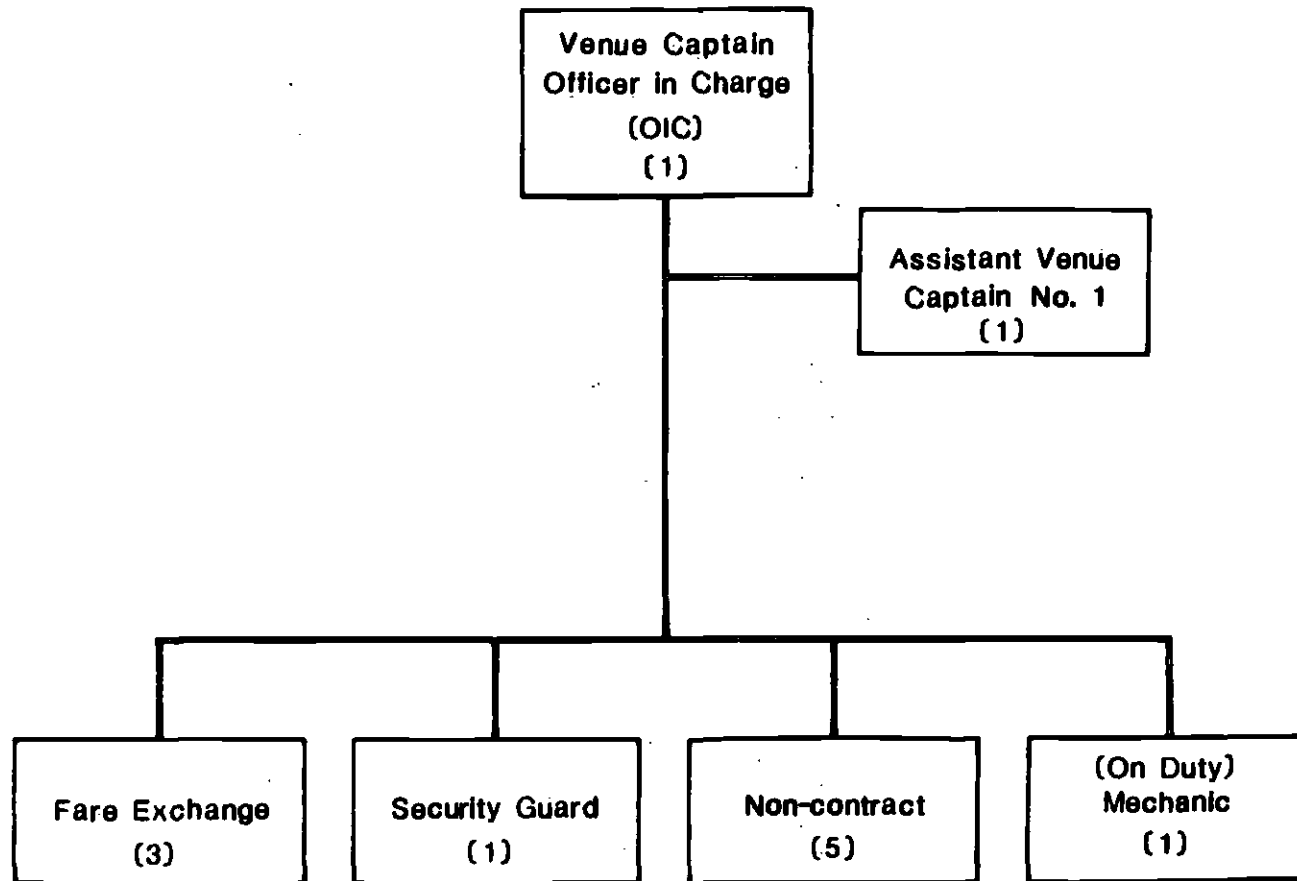 Venue Captain
Officer in Charge
(OIC)
(1)
Assistant Venue
Captain No. 1
(1)
Fare Exchange
(3)
Security Guard
(1)
Non-contract
(5)
(On Duty)
Mechanic
(1)